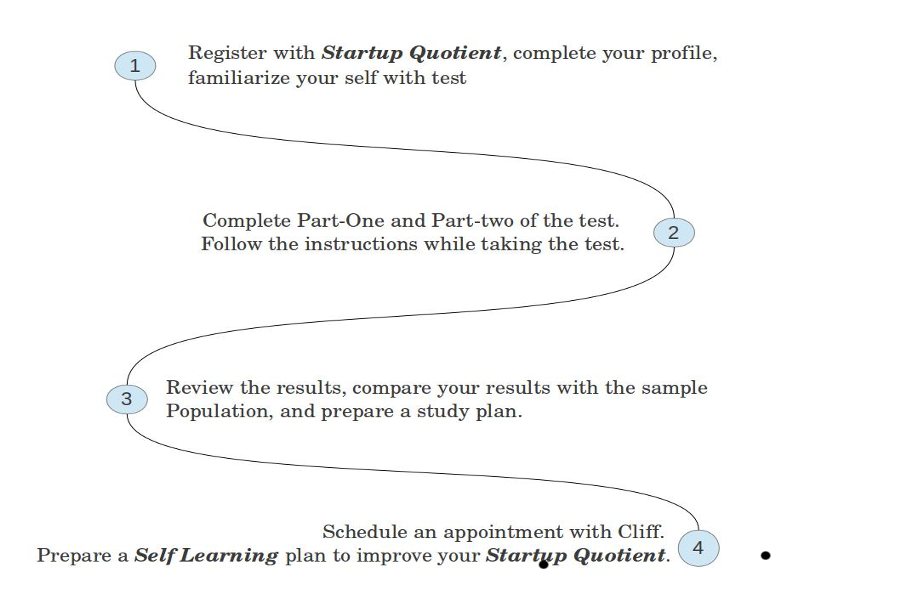 1
Register with Startup Quotient, complete your profile,
familiarize your self with test
Complete Part-One and Part-two of the test.
Follow the instructions while taking the test.
2
3
Review the results, compare your results with the sample
Population, and prepare a study plan.
Schedule an appointment with Cliff.
Prepare a Self Learning plan to improve your Startup Quotient.
4